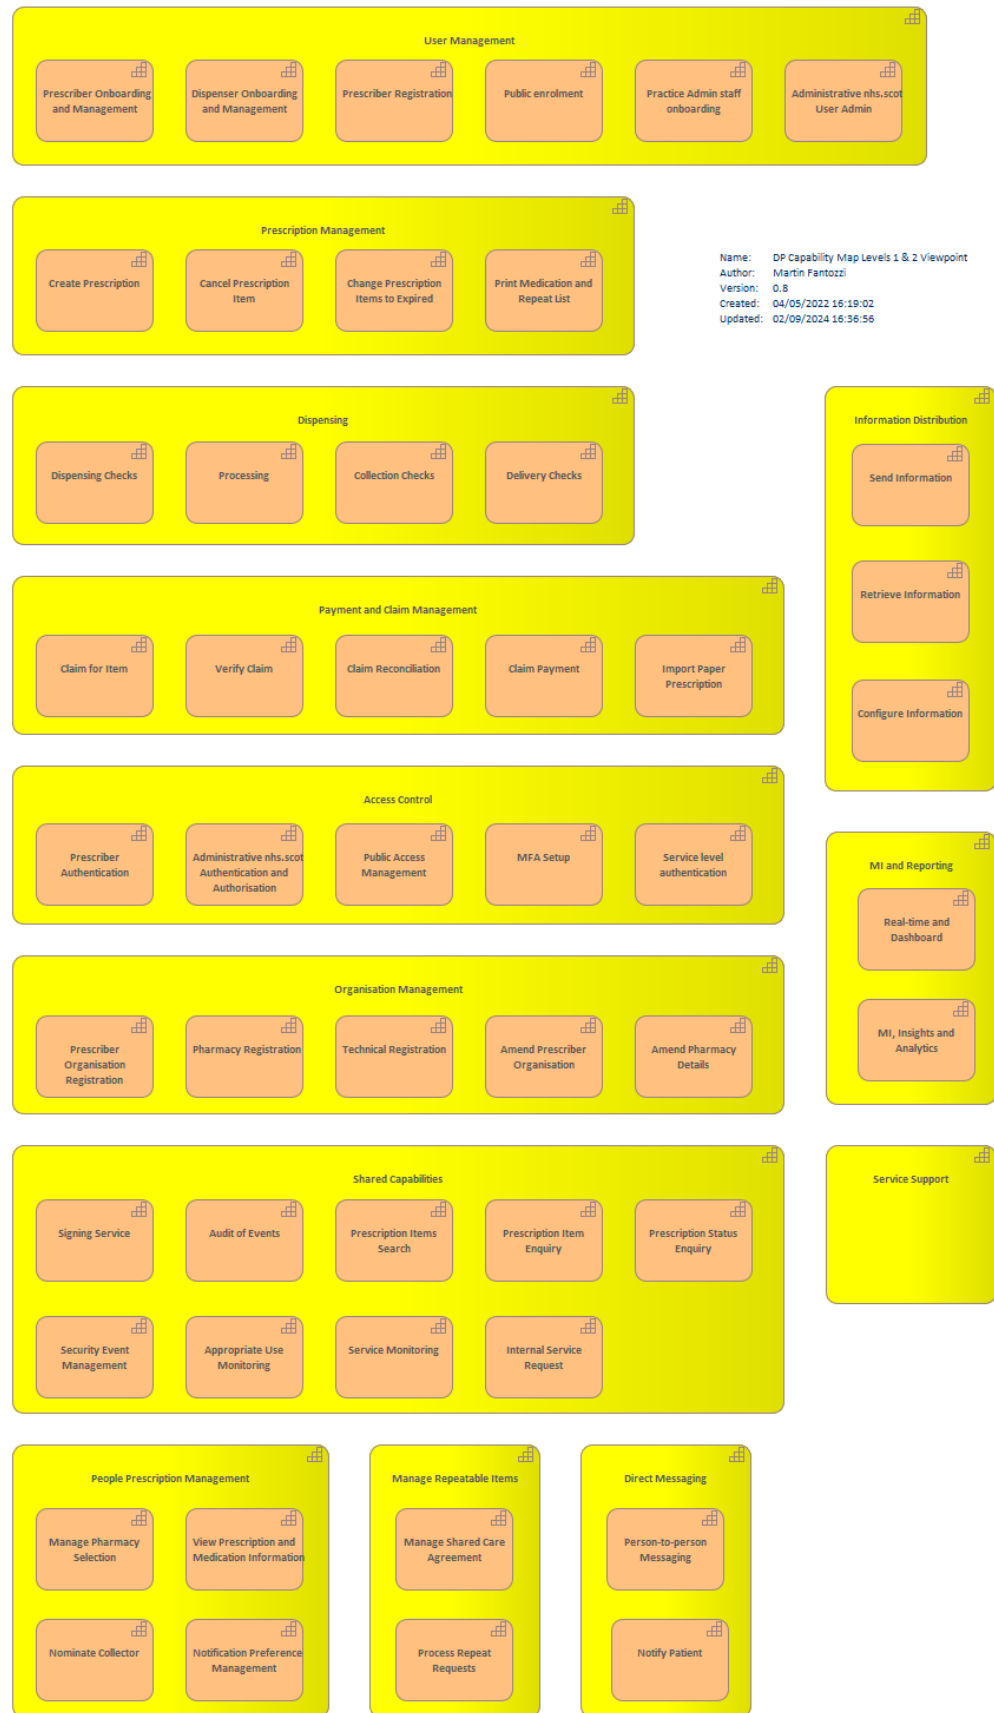 User Management
Prescriber Onboarding
and Management
Dispenser Onboarding
and Management
Prescriber Registration
Public enrolment
Practice Admin staff
onboarding
Administrative nhs.scot
User Admin
Prescription Management
Create Prescription
Cancel Prescription
Item
Change Prescription
Items to Expired
Print Medication and
Repeat List
Name: DP Capability Map Levels 1 & 2 Viewpoint
Author: Martin Fantozzi
Version: 0.8
Created: 04/05/2022 16:19:02
Updated: 02/09/2024 16:36:56
Dispensing
Dispensing Checks
Processing
Collection Checks
Delivery Checks
Information Distribution
Send Information
Retrieve Information
Configure Information
Payment and Claim Management
Claim for Item
Verify Claim
Claim Reconciliation
Claim Payment
Import Paper
Prescription
Access Control
Prescriber
Authentication
Administrative nhs.scot
Authentication and
Authorisation
Public Access
Management
MFA Setup
Service level
authentication
MI and Reporting
Real-time and
Dashboard
MI, Insights and
Analytics
Organisation Management
Prescriber
Organisation
Registration
Pharmacy Registration
Technical Registration
Amend Prescriber
Organisation
Amend Pharmacy
Details
Shared Capabilities
Signing Service
Audit of Events
Prescription Items
Search
Prescription Item
Enquiry
Prescription Status
Enquiry
Security Event
Management
Appropriate Use
Monitoring
Service Monitoring
Internal Service
Request
Service Support
People Prescription Management
Manage Pharmacy
Selection
View Prescription and
Medication Information
Nominate Collector
Notification Preference
Management
Manage Repeatable Items
Manage Shared Care
Agreement
Process Repeat
Requests
Direct Messaging
Person-to-person
Messaging
Notify Patient